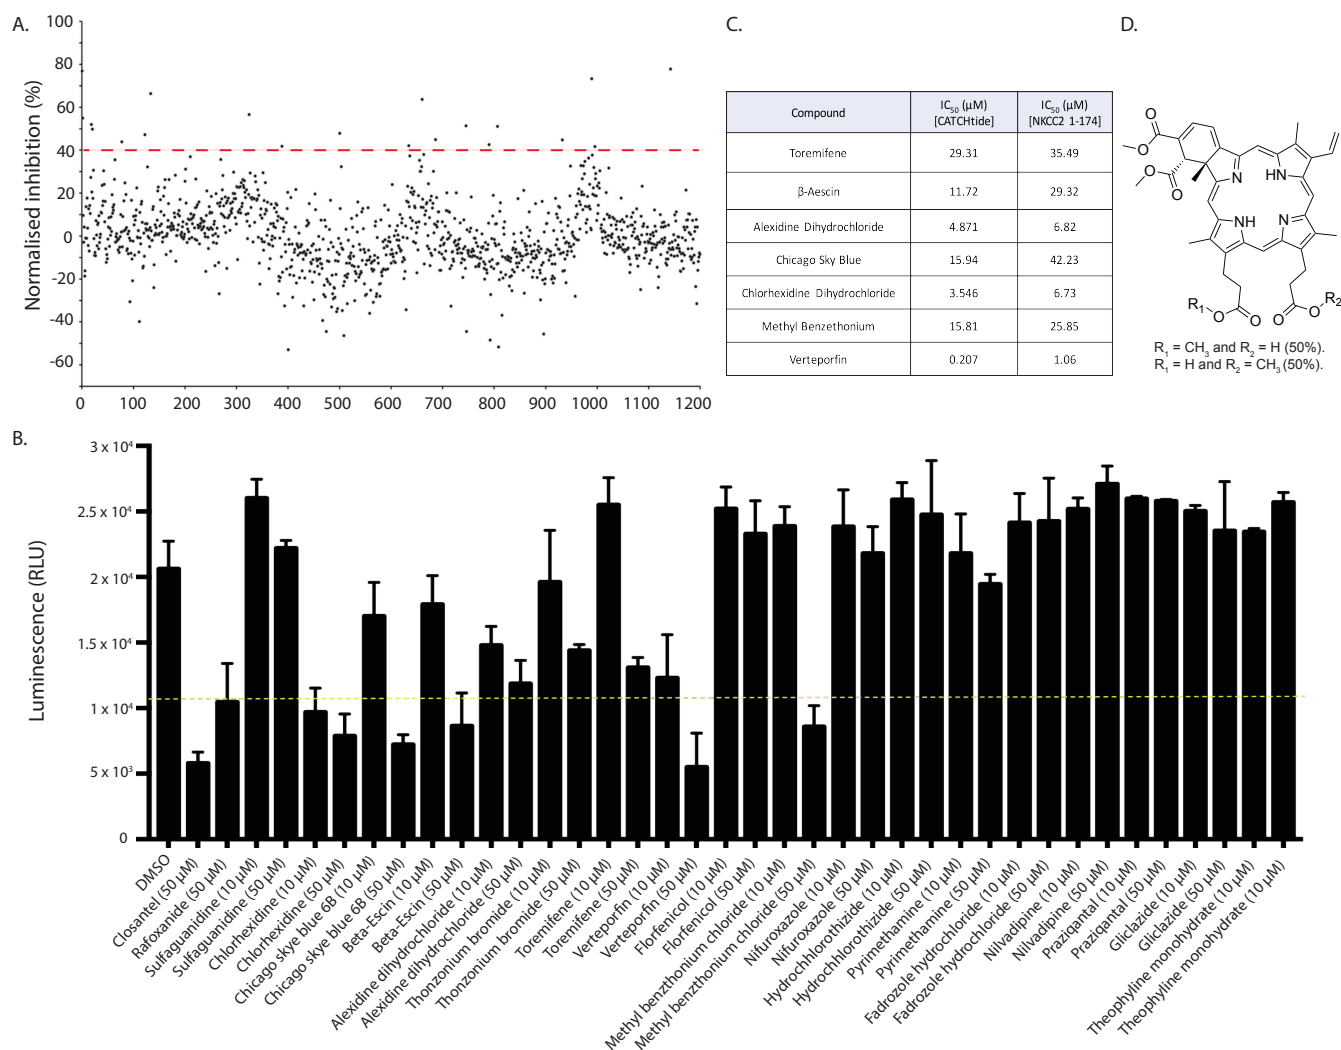 A.
Normalised inhibition (%)
100
80
60
40
20
0
-20
-40
-60
0 100 200 300 400 500 600 700 800 900 1000 1100 1200
C.
Compound IC50 (µM) [CATCHtide] IC50 (µM) [NKCC2 1-174]
Toremifene 29.31 35.49
β-Aescin 11.72 29.32
Alexidine Dihydrochloride 4.871 6.82
Chicago Sky Blue 15.94 42.23
Chlorhexidine Dihydrochloride 3.546 6.73
Methyl Benzethonium 15.81 25.85
Verteporfin 0.207 1.06
D.
O
O
O
O
N
HN
NH
N
R1
O
O
O
O
R2
R1 = CH3 and R2 = H (50%).
R1 = H and R2 = CH3 (50%).
B.
Luminescence (RLU)
3 x 10⁴
2.5 x 10⁴
2 x 10⁴
1.5 x 10⁴
1 x 10⁴
5 x 10³
0
DMSO
Closantel (50 µM)
Rafoxanide (50 µM)
Sulfaguanidine (10 µM)
Sulfaguanidine (50 µM)
Chlorhexidine (10 µM)
Chlorhexidine (50 µM)
Chicago skye blue 6B (10 µM)
Chicago skye blue 6B (50 µM)
Beta-Escin (10 µM)
Beta-Escin (50 µM)
Alexidine dihydrochloride (10 µM)
Alexidine dihydrochloride (50 µM)
Thonzonium bromide (10 µM)
Thonzonium bromide (50 µM)
Toremifene (10 µM)
Toremifene (50 µM)
Verteporfin (10 µM)
Verteporfin (50 µM)
Florfenicol (10 µM)
Florfenicol (50 µM)
Methyl benzthonium chloride (10 µM)
Methyl benzthonium chloride (50 µM)
Nifuroxazole (10 µM)
Nifuroxazole (50 µM)
Hydrochlorothizide (10 µM)
Hydrochlorothizide (50 µM)
Pyrimethamine (10 µM)
Pyrimethamine (50 µM)
Fadrozole hydrochloride (10 µM)
Fadrozole hydrochloride (50 µM)
Nilvadpine (10 µM)
Nilvadpine (50 µM)
Praziqantal (10 µM)
Praziqantal (50 µM)
Gliclazide (10 µM)
Gliclazide (50 µM)
Theophyline monohydrate (10 µM)
Theophyline monohydrate (10 µM)